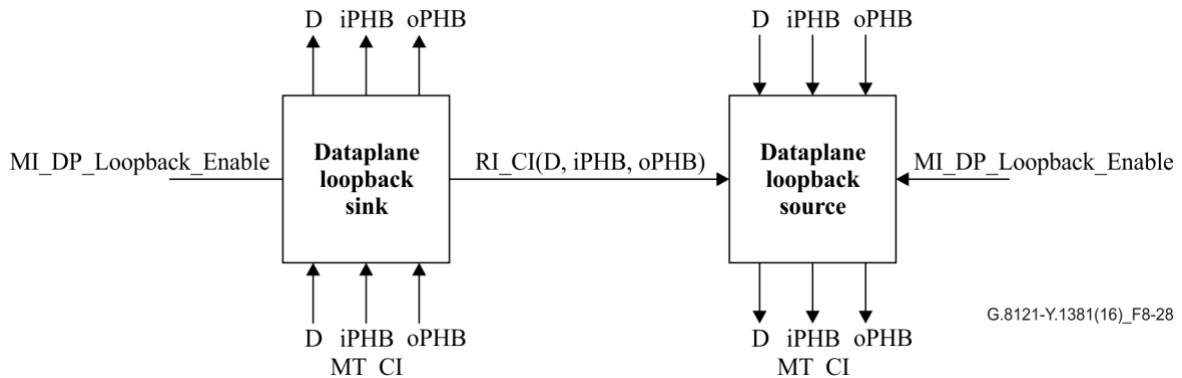 D iPHB oPHB
D iPHB oPHB
MI_DP_Loopback_Enable
Dataplane
loopback
sink
RI_CI(D, iPHB, oPHB)
Dataplane
loopback
source
MI_DP_Loopback_Enable
D iPHB oPHB
MT_CI
D iPHB oPHB
MT_CI
G.8121-Y.1381(16)_F8-28